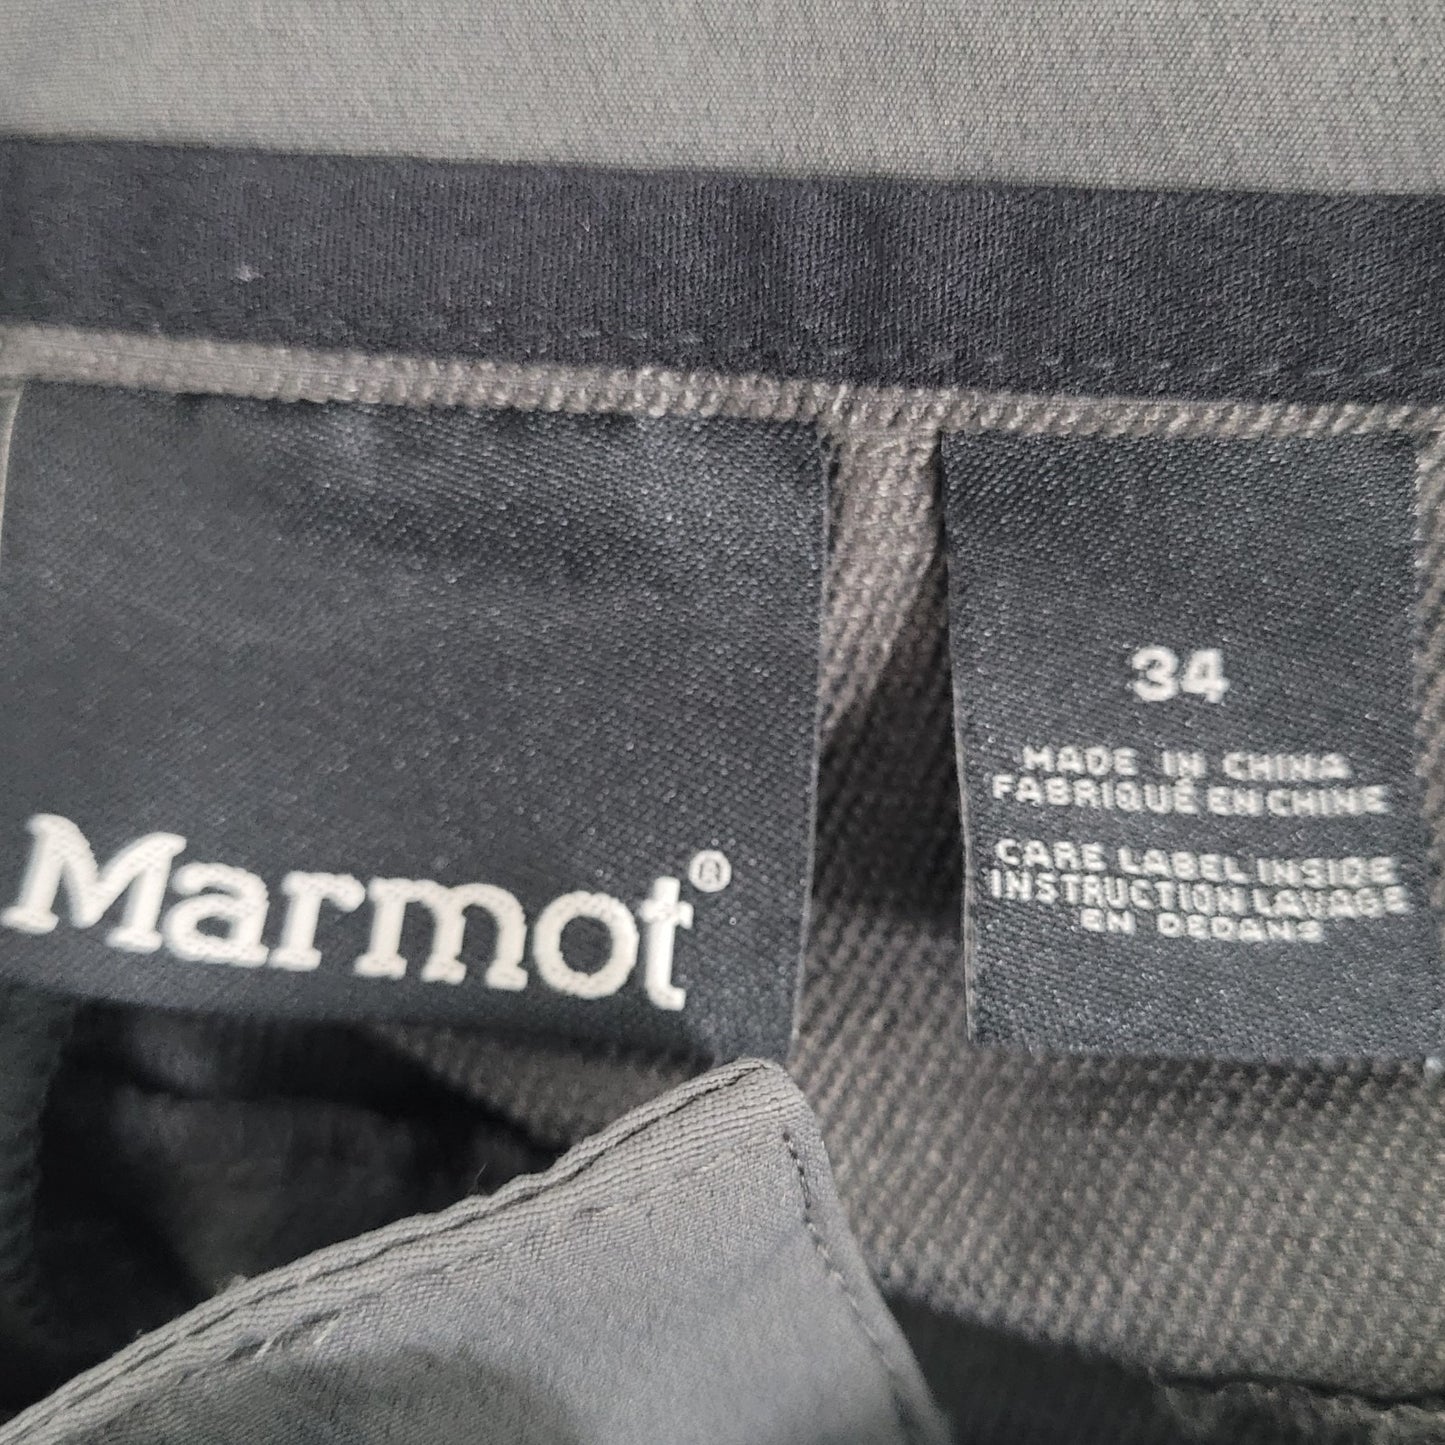 Marmot®
34
MADE IN CHINA
FABRIQUÉ EN CHINE
CARE LABEL INSIDE
INSTRUCTION LAVAGE
EN DEDANS